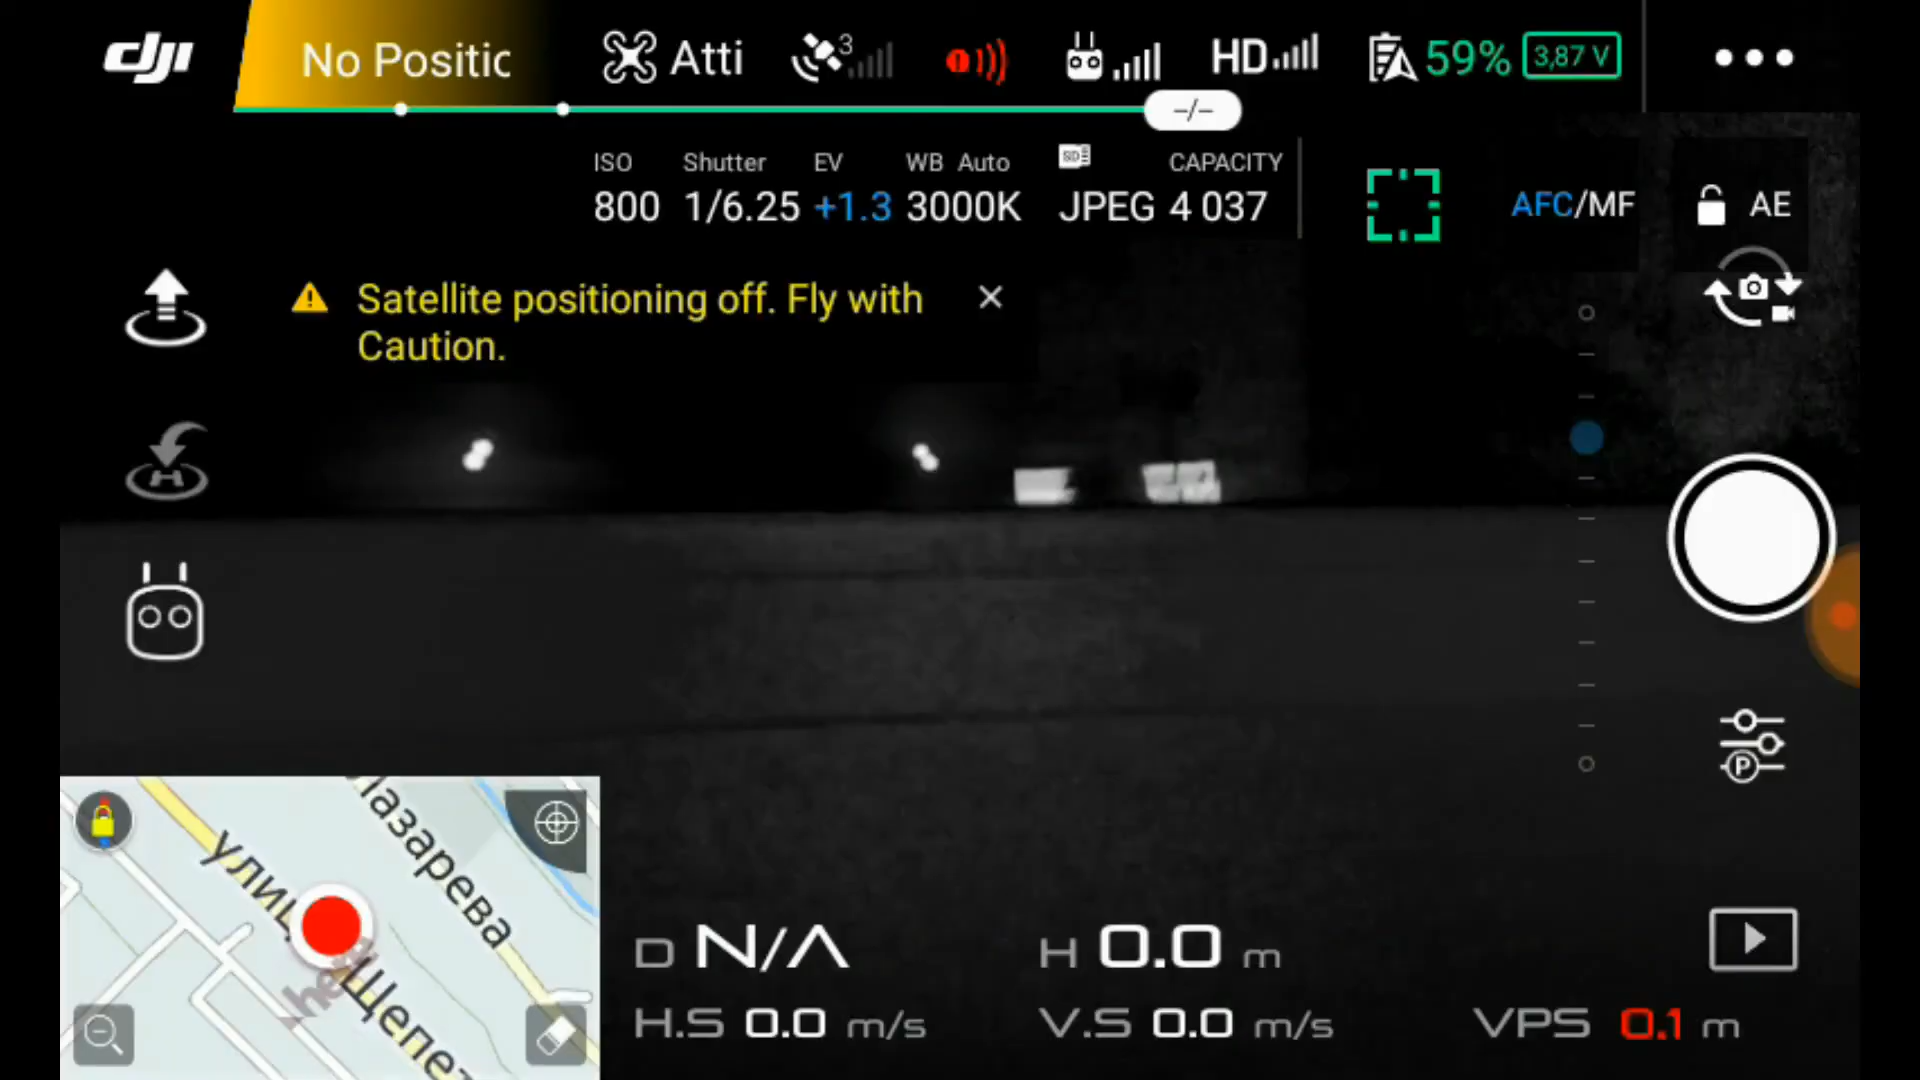 dji
No Positic
Atti
3
HD
59%
3,87 V
–/–
ISO
800
Shutter
1/6.25
EV
+1.3
WB Auto
3000K
SD
JPEG
CAPACITY
4 037
AFC/MF
AE
Satellite positioning off. Fly with
Caution.
H
P
улиц
Лазарева
Щепе
here
D N/A
H 0.0 m
H.S 0.0 m/s
V.S 0.0 m/s
VPS 0.1 m